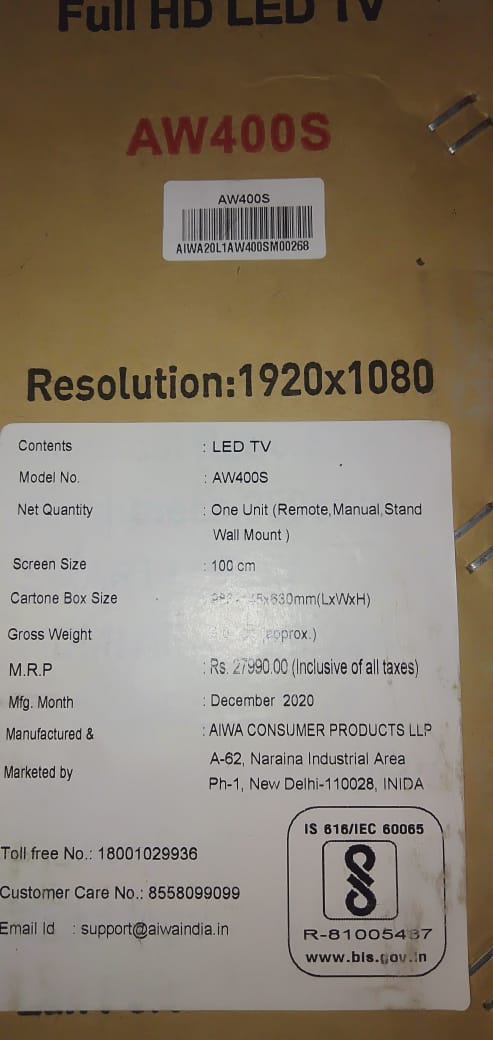 Full HD LED TV
AW400S
AW400S
AIWA20L1AW400SM00268
Resolution:1920x1080
Contents : LED TV
Model No. : AW400S
Net Quantity : One Unit (Remote,Manual,Stand
Wall Mount )
Screen Size : 100 cm
Cartone Box Size : x630mm(LxWxH)
Gross Weight : (approx.)
M.R.P : Rs. 27990.00 (Inclusive of all taxes)
Mfg. Month : December 2020
Manufactured & : AIWA CONSUMER PRODUCTS LLP
A-62, Naraina Industrial Area
Marketed by
Ph-1, New Delhi-110028, INIDA
IS 616/IEC 60065
Toll free No.: 18001029936
Customer Care No.: 8558099099
Email Id : support@aiwaindia.in
R-81005487
www.bis.gov.in